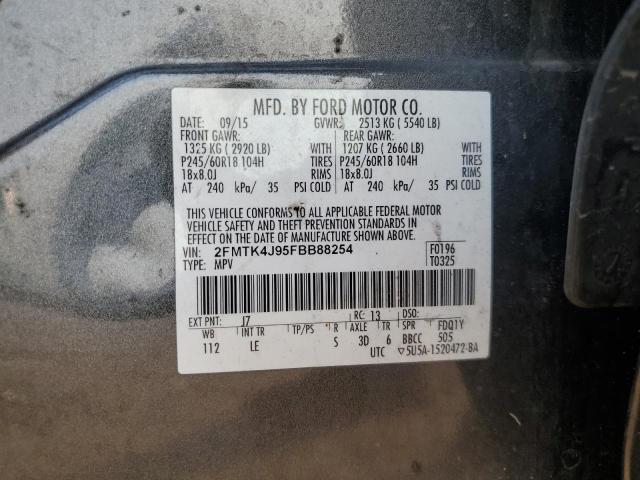 MFD. BY FORD MOTOR CO.
DATE: 09/15 GVWR: 2513 KG ( 5540 LB)
FRONT GAWR: REAR GAWR:
1325 KG ( 2920 LB) WITH 1207 KG ( 2660 LB) WITH
P245/60R18 104H TIRES P245/60R18 104H TIRES
18x8.0J RIMS 18x8.0J RIMS
AT 240 kPa/ 35 PSI COLD AT 240 kPa/ 35 PSI COLD
THIS VEHICLE CONFORMS TO ALL APPLICABLE FEDERAL MOTOR
VEHICLE SAFETY AND THEFT PREVENTION STANDARDS
IN EFFECT ON THE DATE OF MANUFACTURE SHOWN ABOVE.
VIN: 2FMTK4J95FBB88254 F0196
TYPE: MPV T0325
EXT PNT: J7 RC: 13 DSO:
WB INT TR TP/PS R AXLE TR SPR FDQ1Y
112 LE S 3D 6 BBCC 505
UTC 5U5A-1520472-BA